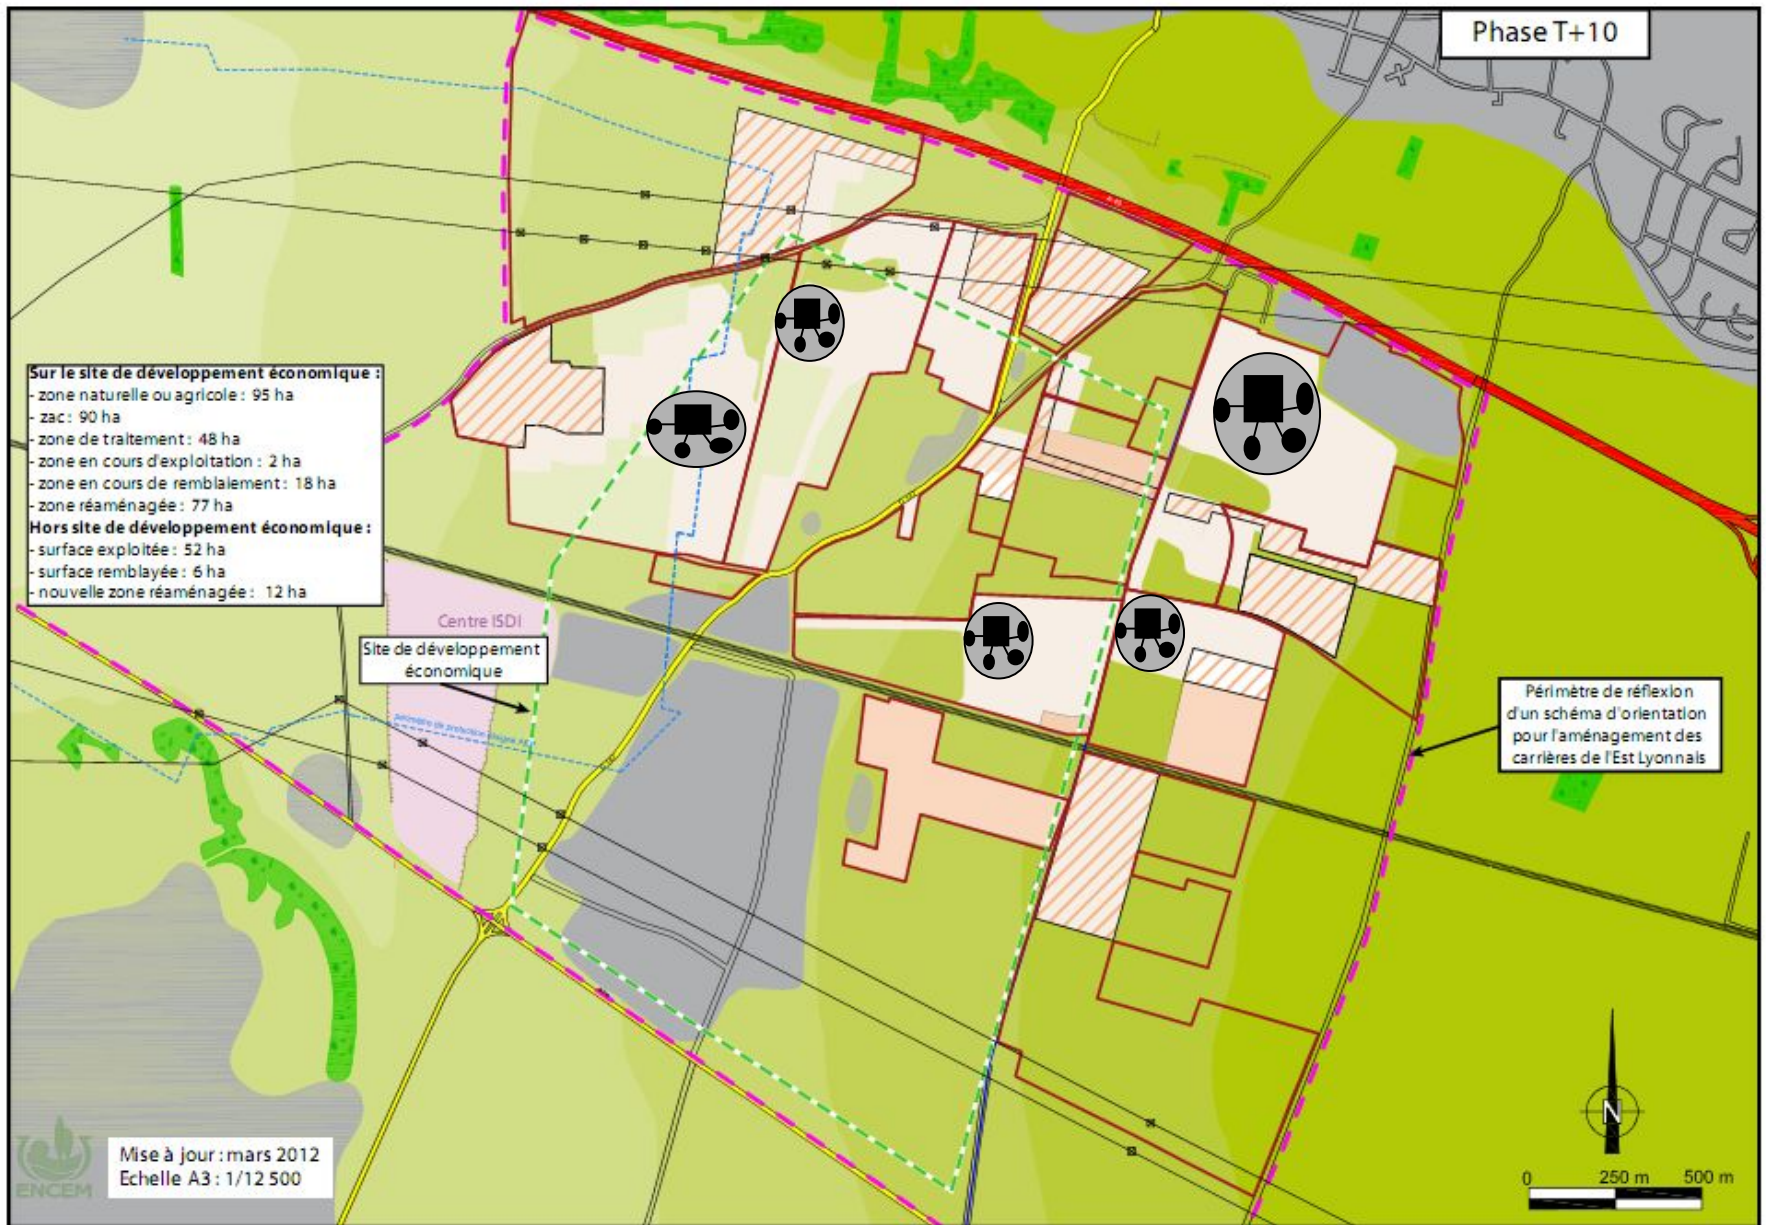 Phase T+10
Sur le site de développement économique :
- zone naturelle ou agricole : 95 ha
- zac : 90 ha
- zone de traitement : 48 ha
- zone en cours d'exploitation : 2 ha
- zone en cours de remblaiement : 18 ha
- zone réaménagée : 77 ha
Hors site de développement économique :
- surface exploitée : 52 ha
- surface remblayée : 6 ha
- nouvelle zone réaménagée : 12 ha
Centre ISDI
Site de développement
économique
périmètre de protection
Périmètre de réflexion
d'un schéma d'orientation
pour l'aménagement des
carrières de l'Est Lyonnais
N
0 250 m 500 m
Mise à jour : mars 2012
Echelle A3 : 1/12 500
ENCEM